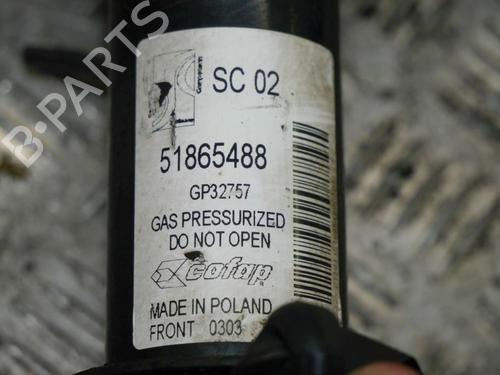 B-PARTS
SC 02
51865488
GP32757
GAS PRESSURIZED
DO NOT OPEN
cofap
MADE IN POLAND
FRONT 0303